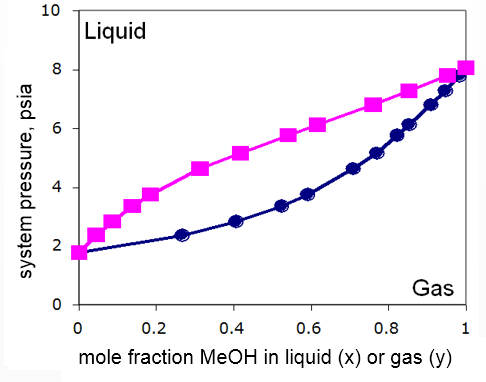 10
Liquid
8
6
4
2
0
Gas
0 0.2 0.4 0.6 0.8 1
system pressure, psia
mole fraction MeOH in liquid (x) or gas (y)